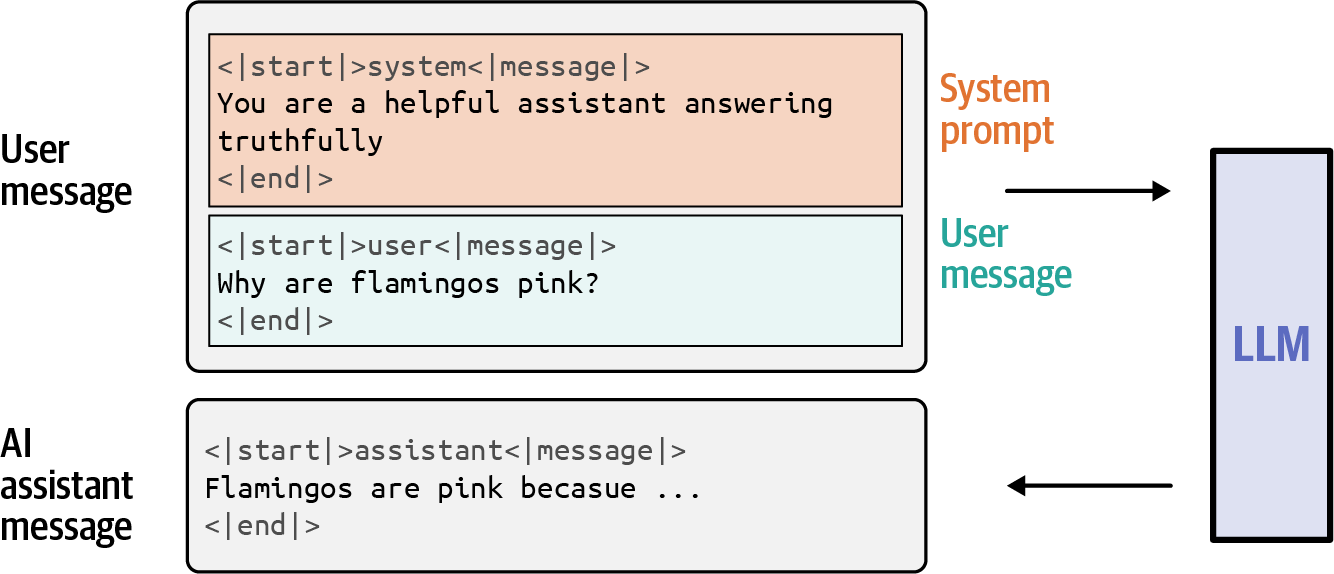 User
message
<|start|>system<|message|>
You are a helpful assistant answering
truthfully
<|end|>
System
prompt
<|start|>user<|message|>
Why are flamingos pink?
<|end|>
User
message
LLM
AI
assistant
message
<|start|>assistant<|message|>
Flamingos are pink becasue ...
<|end|>